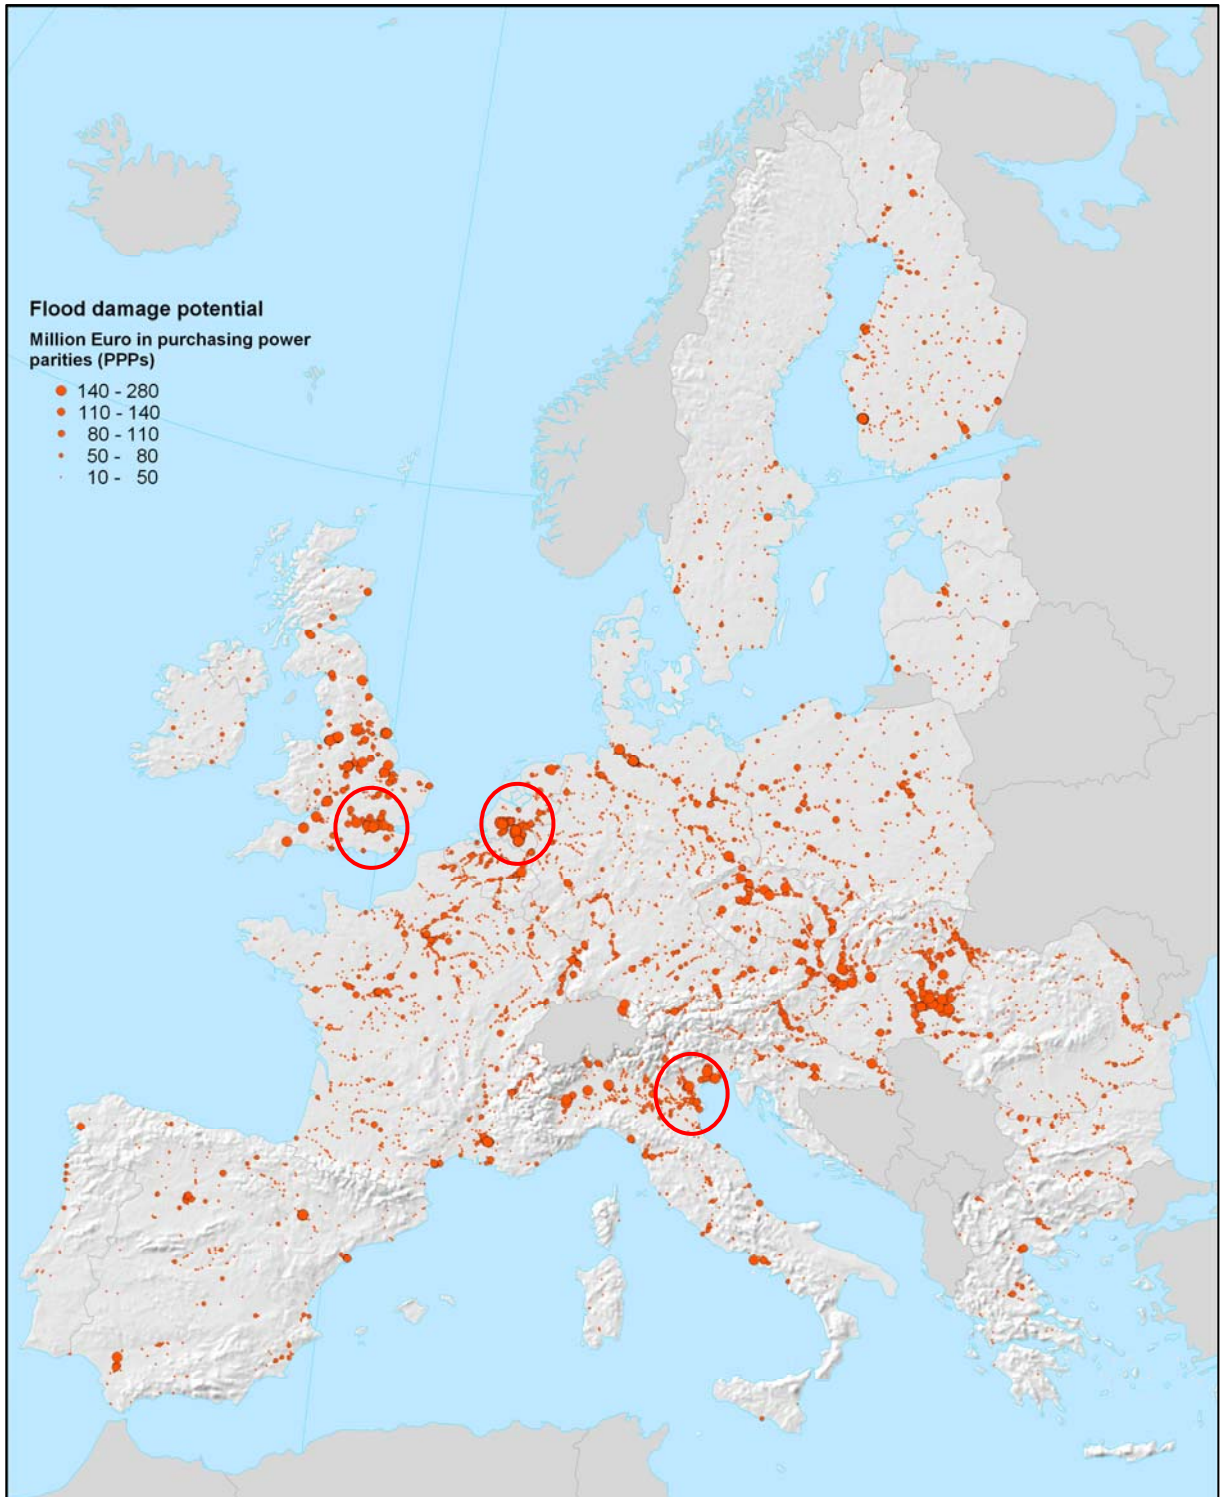 Flood damage potential
Million Euro in purchasing power
parities (PPPs)
140 - 280
110 - 140
80 - 110
50 - 80
10 - 50